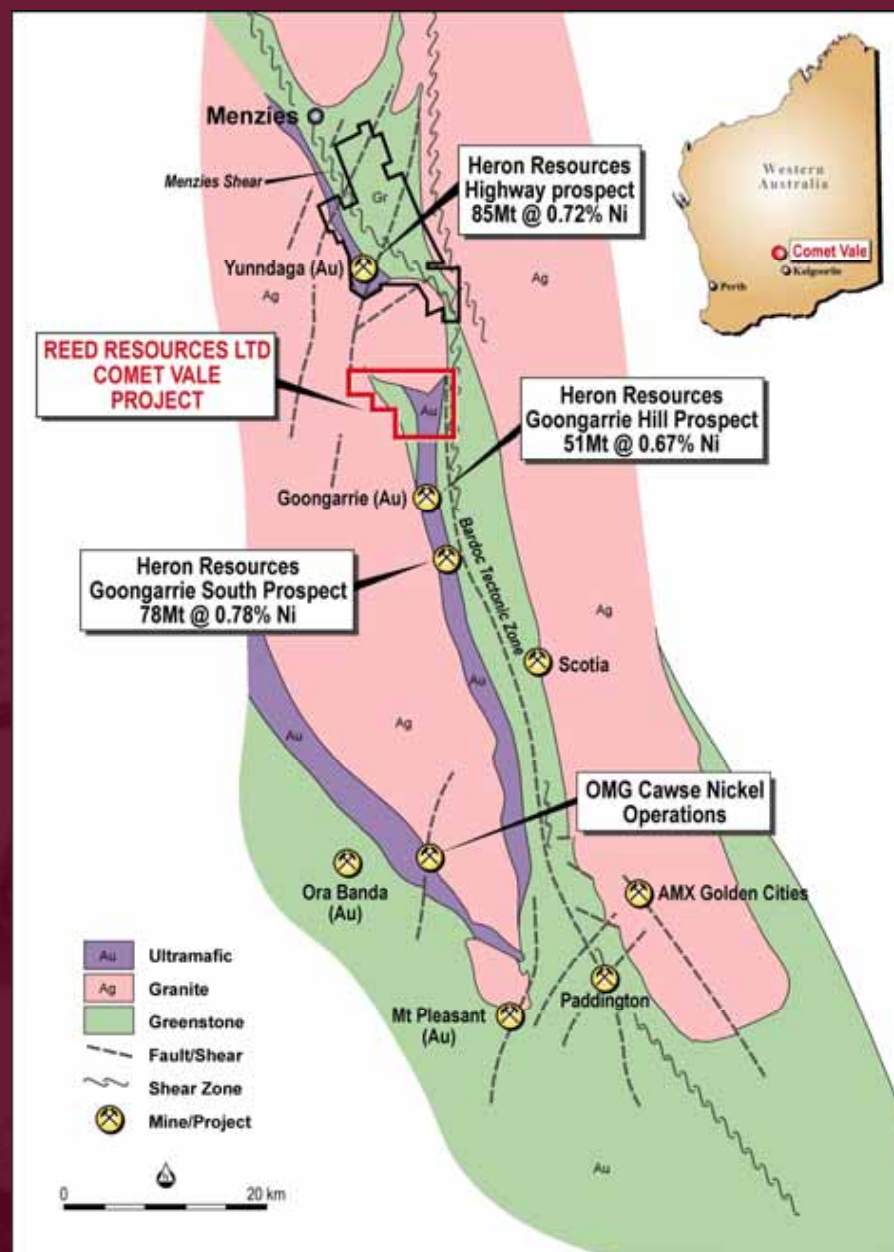 Menzies
Menzies Shear
Gr
Heron Resources
Highway prospect
85Mt @ 0.72% Ni
Western
Australia
Comet Vale
Kalgoorlie
Perth
Yunndaga (Au)
Ag
Ag
REED RESOURCES LTD
COMET VALE
PROJECT
Au
Heron Resources
Goongarrie Hill Prospect
51Mt @ 0.67% Ni
Goongarrie (Au)
Heron Resources
Goongarrie South Prospect
78Mt @ 0.78% Ni
Bardoc Tectonic Zone
Ag
Scotia
Au
Au
Ag
OMG Cawse Nickel
Operations
Ora Banda
(Au)
AMX Golden Cities
Paddington
Mt Pleasant
(Au)
Au Ultramafic
Ag Granite
Greenstone
Fault/Shear
Shear Zone
Mine/Project
Au
0 20 km